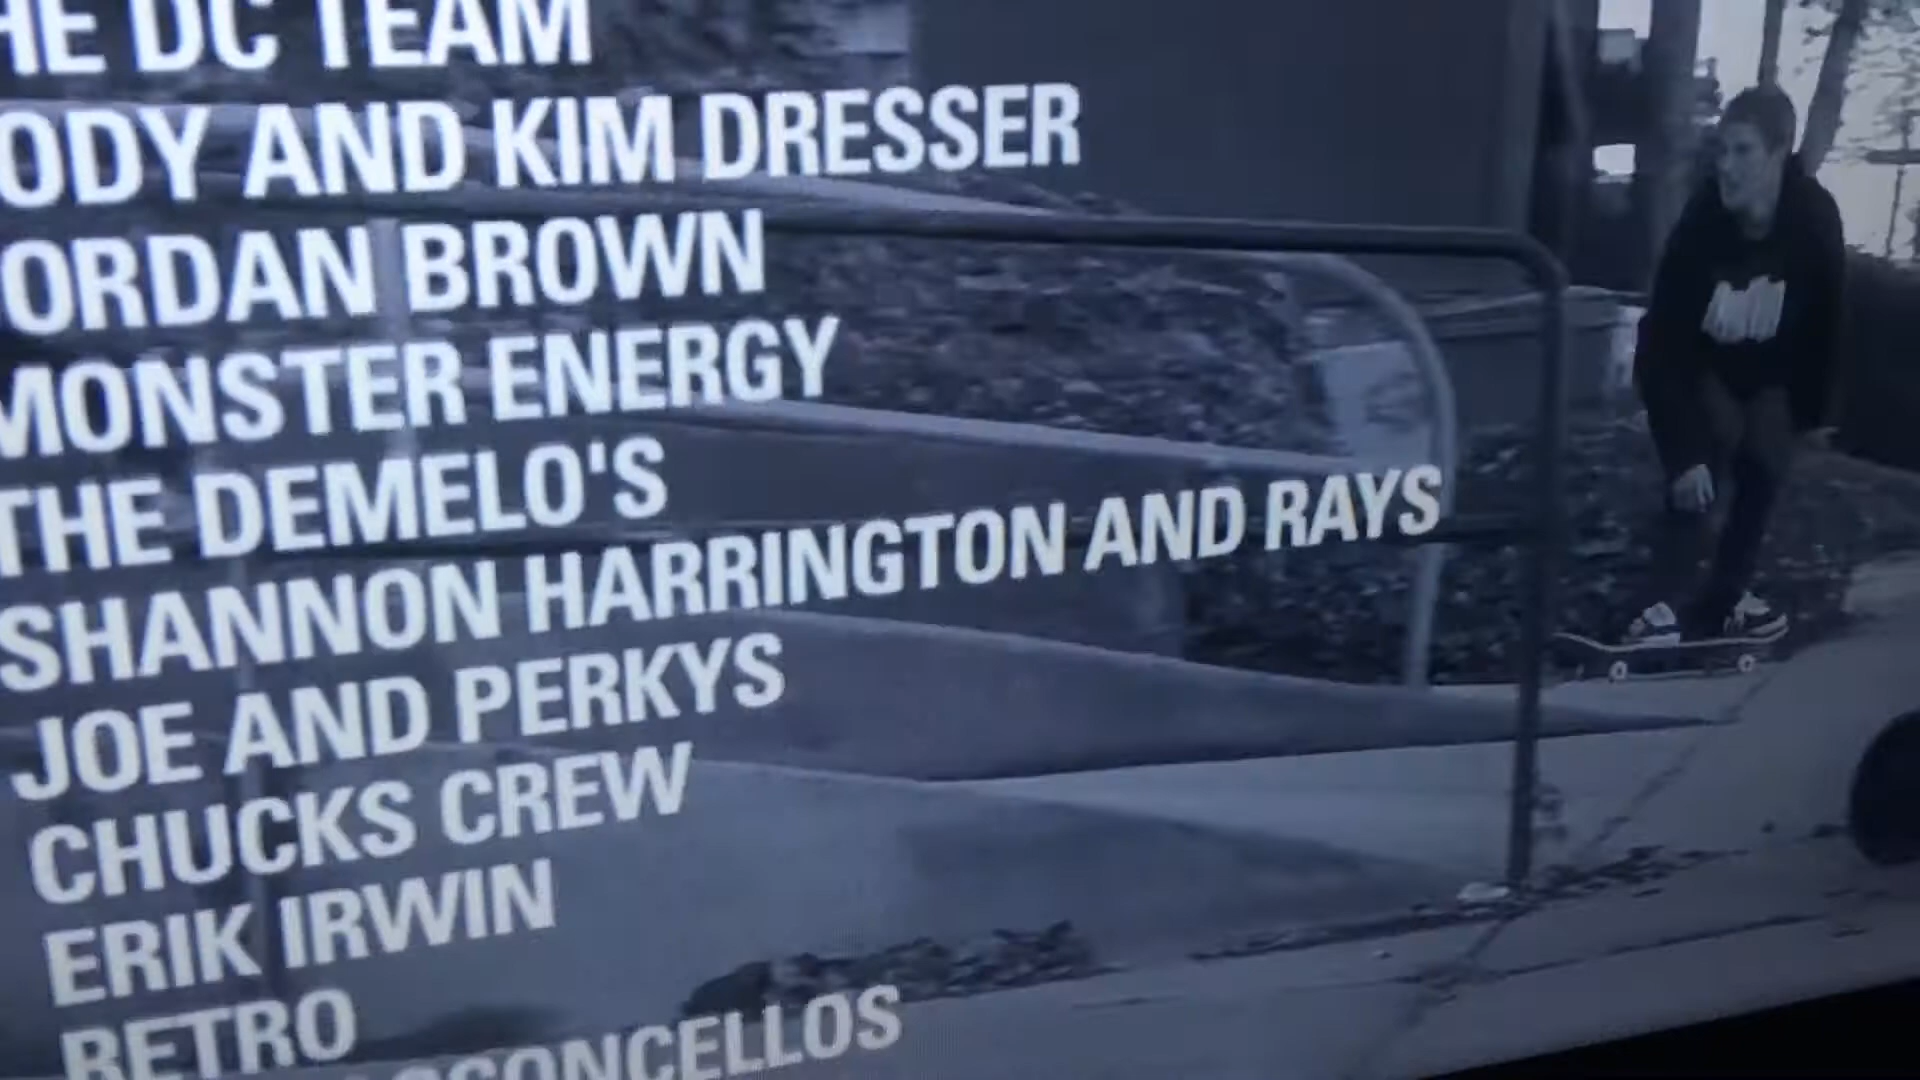 HE DC TEAM
ODY AND KIM DRESSER
ORDAN BROWN
MONSTER ENERGY
THE DEMELO'S
SHANNON HARRINGTON AND RAYS
JOE AND PERKYS
CHUCKS CREW
ERIK IRWIN
RETRO
SCONCELLOS